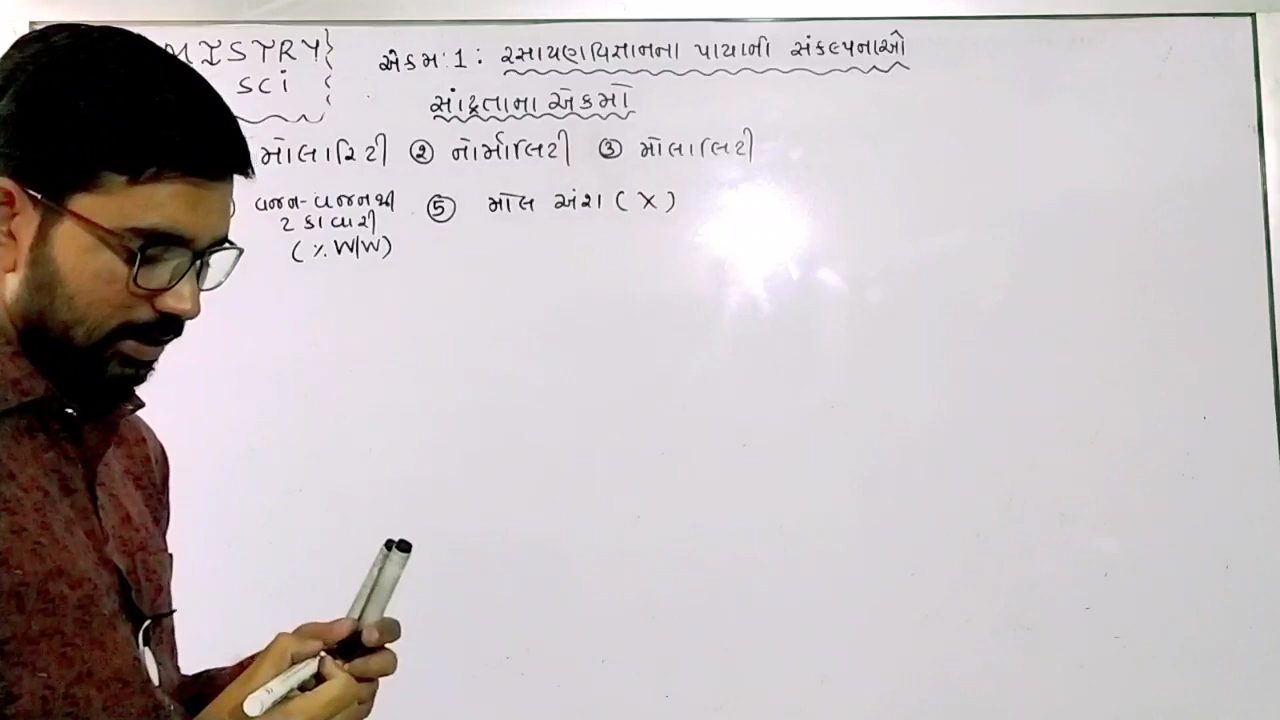 MISTRY
એકમ:1: રસાયણવિજ્ઞાનના પાયાની સંકલ્પનાઓ
SCI
સાંદ્રતાના એકમો
મોલારિટી ② નોર્માલિટી ③ મોલાલિટી
વજન-વજનથી ⑤ મોલ અંશ (X)
ટકાવારી
(% W/W)